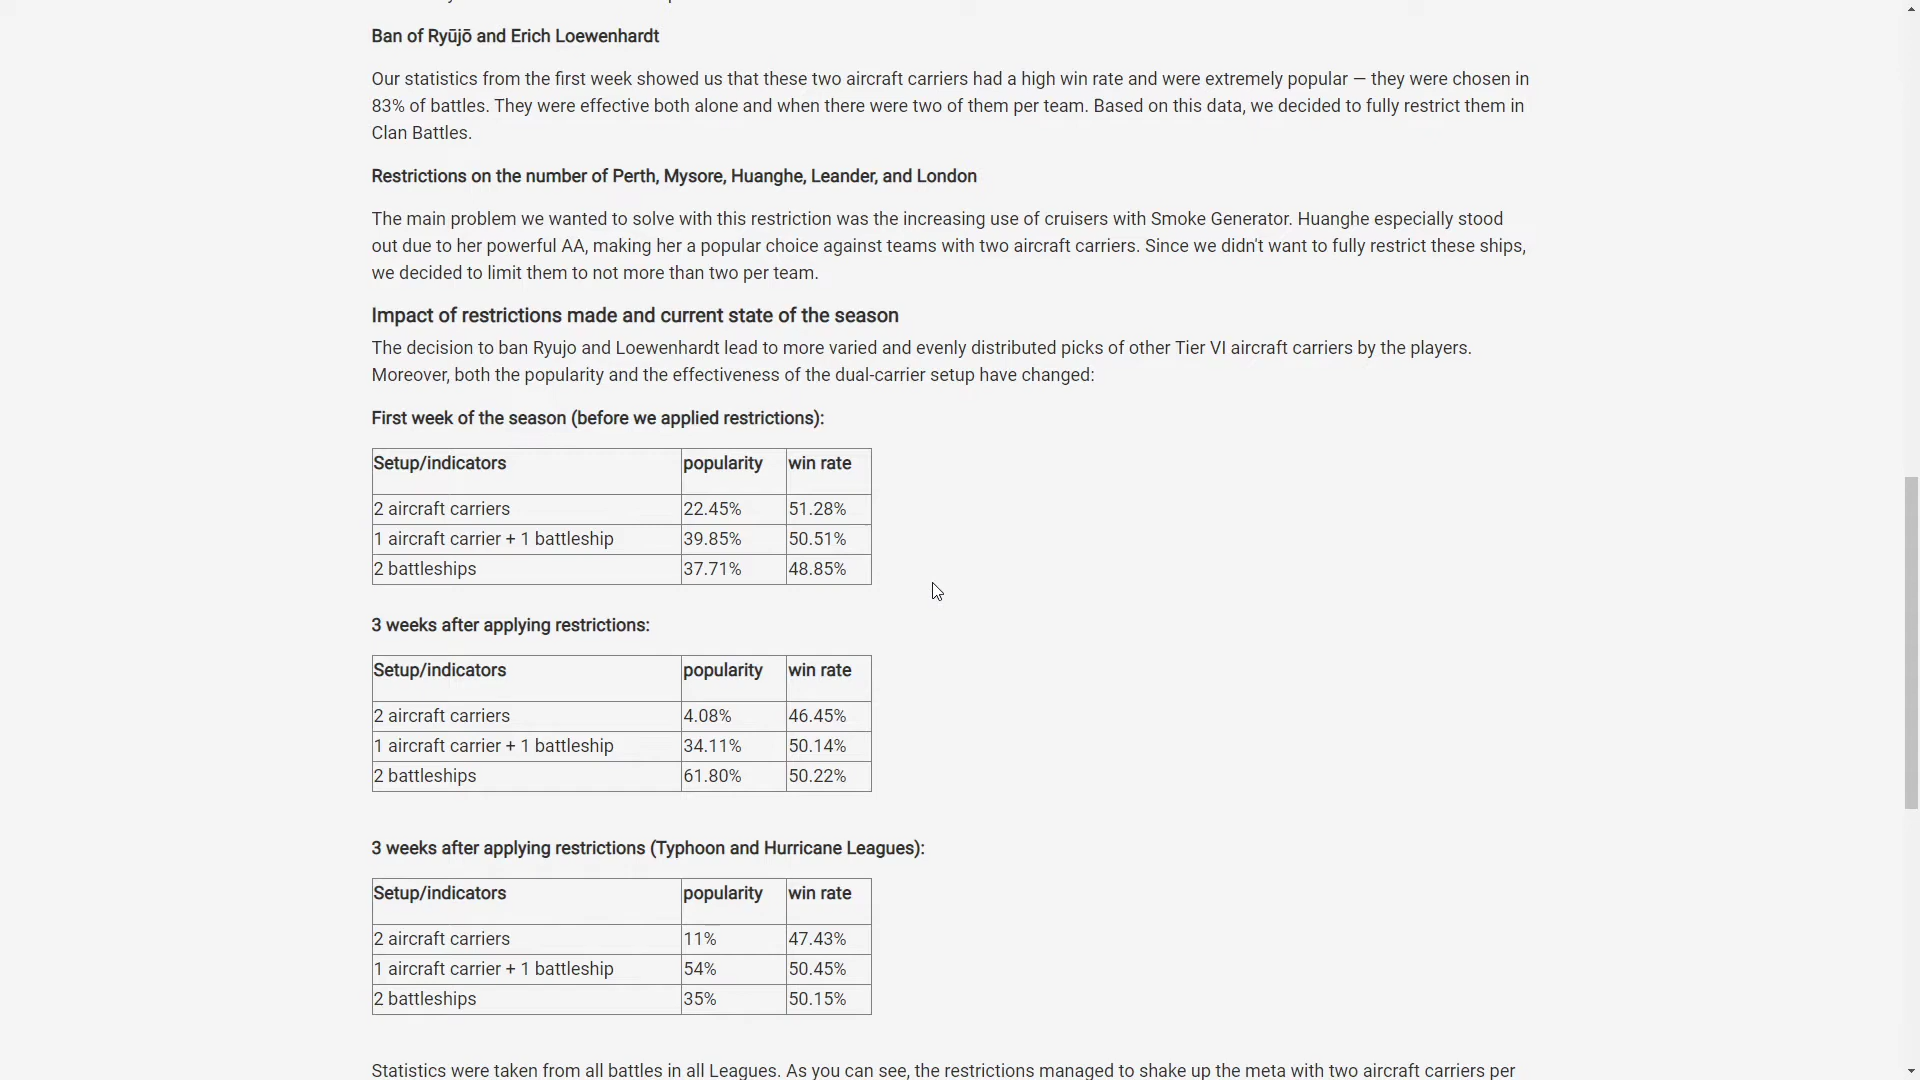 Ban of Ryūjō and Erich Loewenhardt
Our statistics from the first week showed us that these two aircraft carriers had a high win rate and were extremely popular — they were chosen in
83% of battles. They were effective both alone and when there were two of them per team. Based on this data, we decided to fully restrict them in
Clan Battles.
Restrictions on the number of Perth, Mysore, Huanghe, Leander, and London
The main problem we wanted to solve with this restriction was the increasing use of cruisers with Smoke Generator. Huanghe especially stood
out due to her powerful AA, making her a popular choice against teams with two aircraft carriers. Since we didn't want to fully restrict these ships,
we decided to limit them to not more than two per team.
Impact of restrictions made and current state of the season
The decision to ban Ryujo and Loewenhardt lead to more varied and evenly distributed picks of other Tier VI aircraft carriers by the players.
Moreover, both the popularity and the effectiveness of the dual-carrier setup have changed:
First week of the season (before we applied restrictions):
Setup/indicators popularity win rate
2 aircraft carriers 22.45% 51.28%
1 aircraft carrier + 1 battleship 39.85% 50.51%
2 battleships 37.71% 48.85%
3 weeks after applying restrictions:
Setup/indicators popularity win rate
2 aircraft carriers 4.08% 46.45%
1 aircraft carrier + 1 battleship 34.11% 50.14%
2 battleships 61.80% 50.22%
3 weeks after applying restrictions (Typhoon and Hurricane Leagues):
Setup/indicators popularity win rate
2 aircraft carriers 11% 47.43%
1 aircraft carrier + 1 battleship 54% 50.45%
2 battleships 35% 50.15%
Statistics were taken from all battles in all Leagues. As you can see, the restrictions managed to shake up the meta with two aircraft carriers per